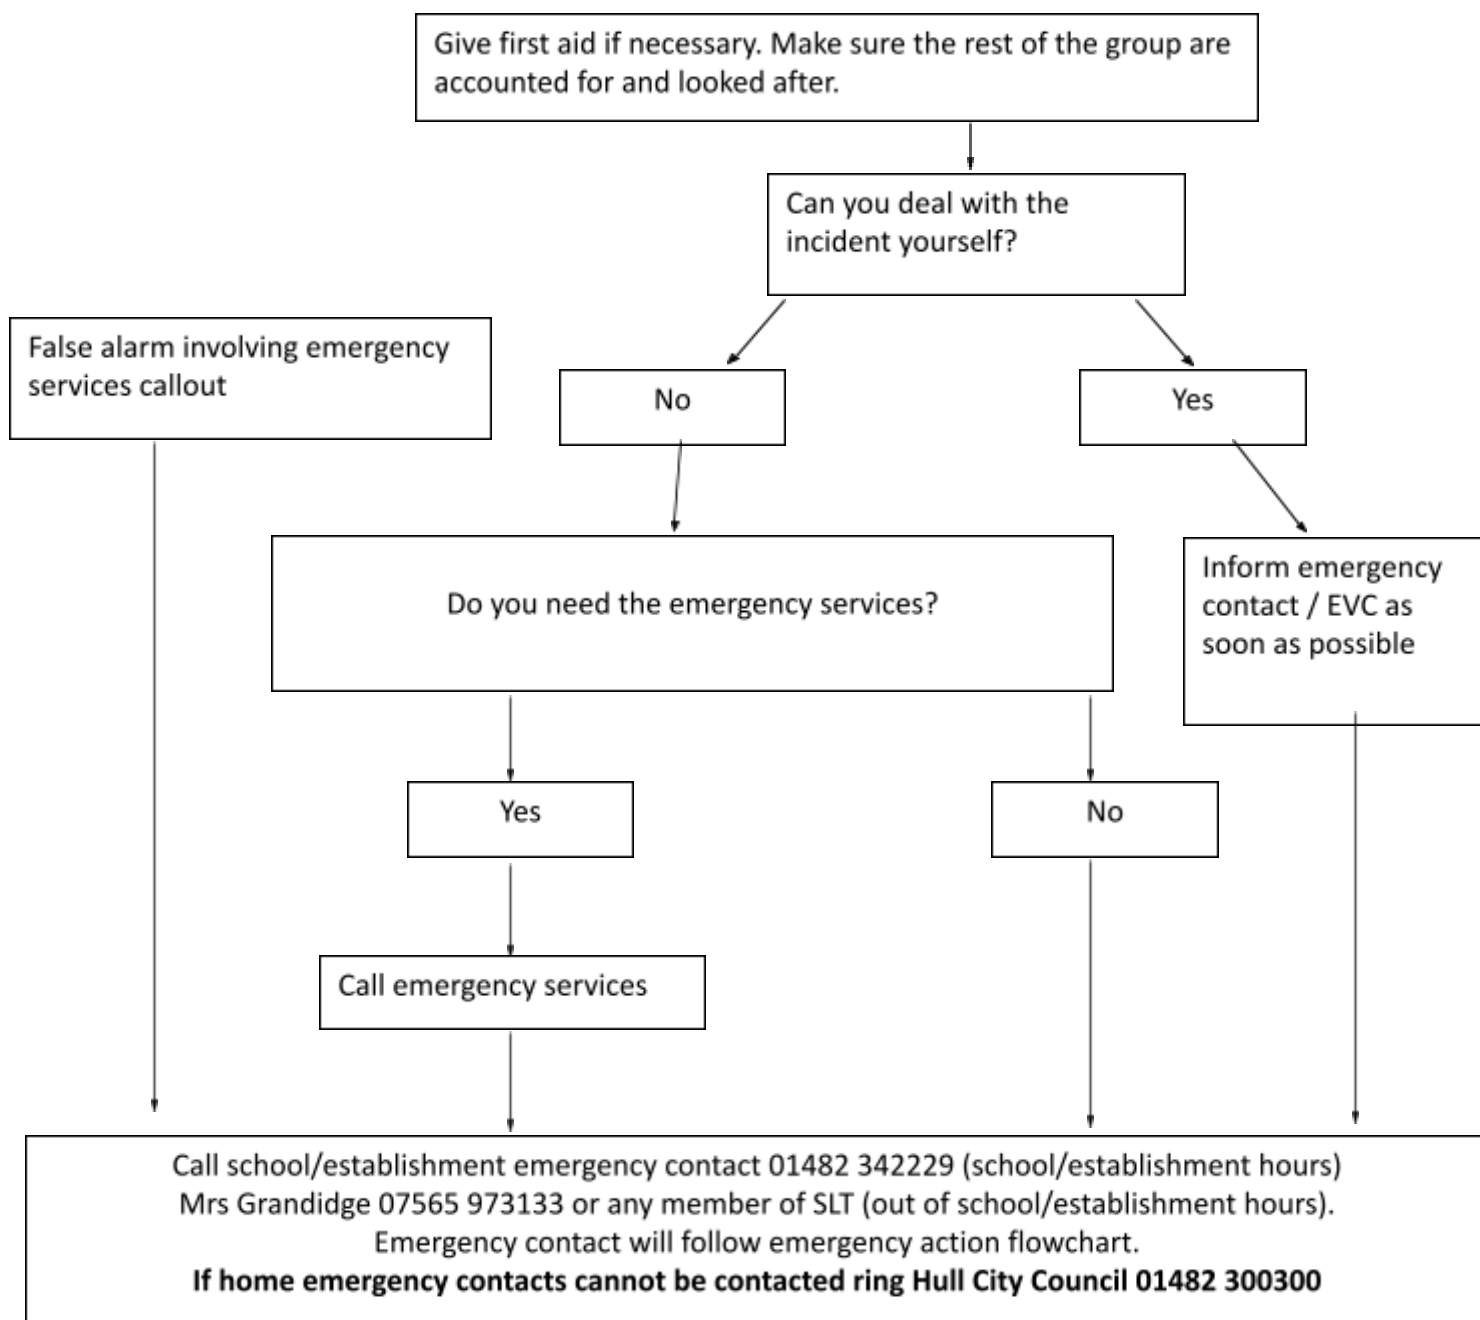 Give first aid if necessary. Make sure the rest of the group are
accounted for and looked after.
Can you deal with the
incident yourself?
False alarm involving emergency
services callout
No
Yes
Do you need the emergency services?
Inform emergency
contact / EVC as
soon as possible
Yes
No
Call emergency services
Call school/establishment emergency contact 01482 342229 (school/establishment hours)
Mrs Grandidge 07565 973133 or any member of SLT (out of school/establishment hours).
Emergency contact will follow emergency action flowchart.
If home emergency contacts cannot be contacted ring Hull City Council 01482 300300